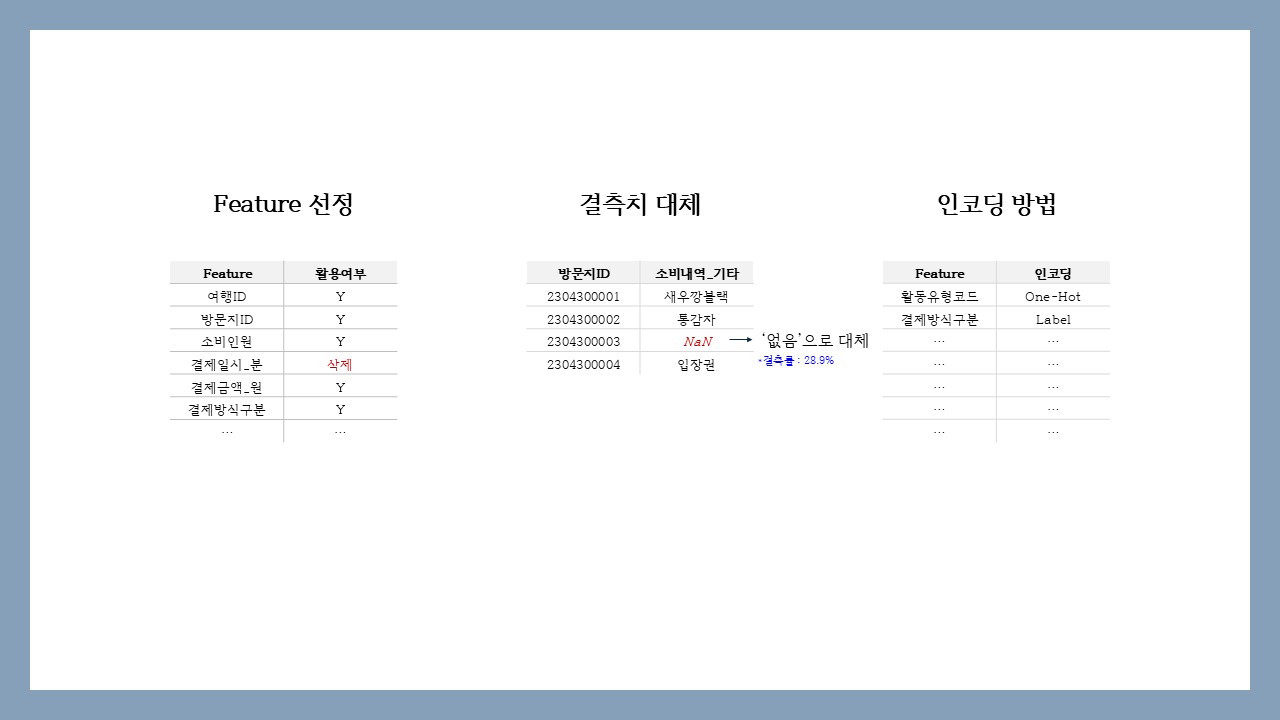 Feature 선정
Feature 활용여부
여행ID Y
방문지ID Y
소비인원 Y
결제일시_분 삭제
결제금액_원 Y
결제방식구분 Y
... ...
결측치 대체
방문지ID 소비내역_기타
2304300001 새우깡블랙
2304300002 통감자
2304300003 NaN
2304300004 입장권
‘없음’으로 대체
*결측률 : 28.9%
인코딩 방법
Feature 인코딩
활동유형코드 One-Hot
결제방식구분 Label
... ...
... ...
... ...
... ...
... ...